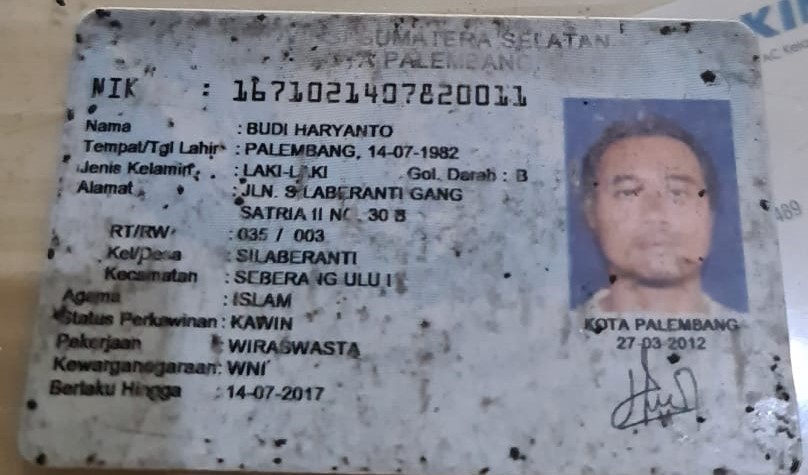 SUMATERA SELATAN
PALEMBANG
NIK : 1671021407820011
Nama : BUDI HARYANTO
Tempat/Tgl Lahir : PALEMBANG, 14-07-1982
Jenis Kelamin : LAKI-LAKI Gol. Darah : B
Alamat : JLN. SILABERANTI GANG
SATRIA II NO. 30 B
RT/RW : 035 / 003
Kel/Desa : SILABERANTI
Kecamatan : SEBERANG ULU I
Agama : ISLAM
Status Perkawinan : KAWIN
Pekerjaan : WIRASWASTA
Kewarganegaraan: WNI
Berlaku Hingga : 14-07-2017
KOTA PALEMBANG
27-03-2012